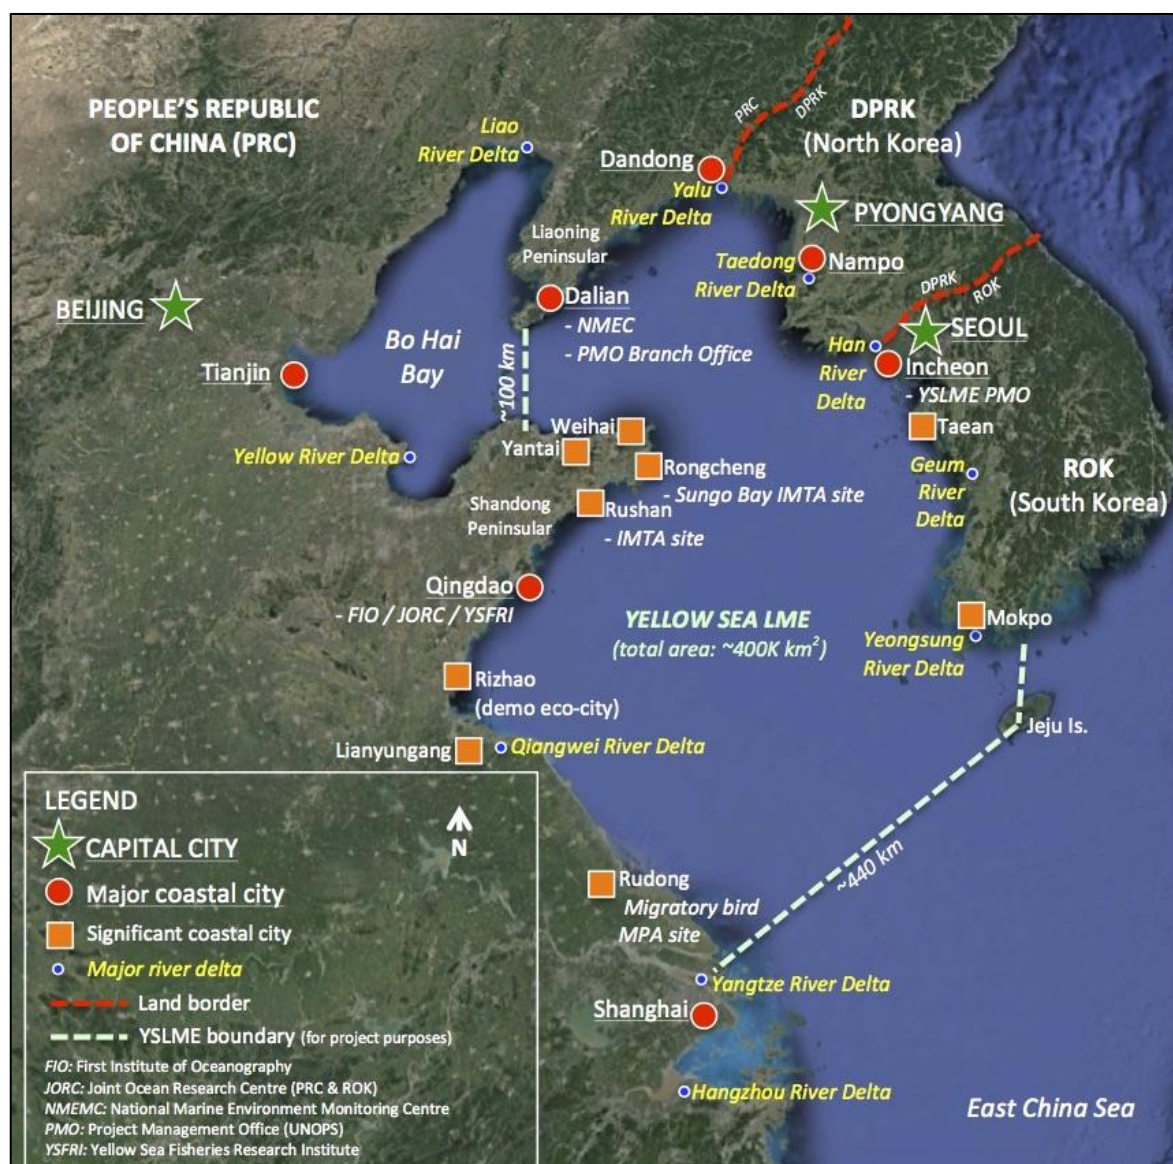 PEOPLE'S REPUBLIC
OF CHINA (PRC)
Liao
River Delta
PRC
DPRK
DPRK
(North Korea)
Dandong
Yalu
River Delta
PYONGYANG
Liaoning
Peninsular
Taedong
River Delta
Nampo
BEIJING
Dalian
- NMEC
- PMO Branch Office
DPRK
ROK
SEOUL
Bo Hai
Bay
~100 km
Han
River
Delta
Incheon
- YSLME PMO
Tianjin
Weihai
Yantai
Taean
Yellow River Delta
Rongcheng
- Sungo Bay IMTA site
Geum
River
Delta
ROK
(South Korea)
Shandong
Peninsular
Rushan
- IMTA site
Qingdao
- FIO / JORC / YSFRI
YELLOW SEA LME
(total area: ~400K km²)
Mokpo
Yeongsung
River Delta
Rizhao
(demo eco-city)
Jeju Is.
Lianyungang
Qiangwei River Delta
~440 km
Rudong
Migratory bird
MPA site
Yangtze River Delta
Shanghai
Hangzhou River Delta
East China Sea
LEGEND
N
CAPITAL CITY
Major coastal city
Significant coastal city
Major river delta
Land border
YSLME boundary (for project purposes)
FIO: First Institute of Oceanography
JORC: Joint Ocean Research Centre (PRC & ROK)
NMEMC: National Marine Environment Monitoring Centre
PMO: Project Management Office (UNOPS)
YSFRI: Yellow Sea Fisheries Research Institute